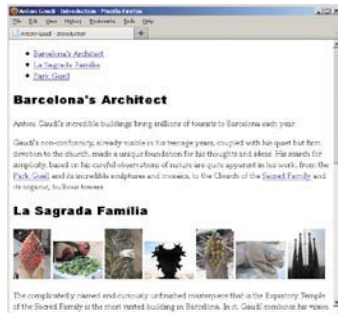 Antoni Gaudí - Introduction - Mozilla Firefox
File Edit View History Bookmarks Tools Help
Antoni Gaudí - Introduction
Barcelona's Architect
La Sagrada Família
Park Guell
Barcelona's Architect
Antoni Gaudí's incredible buildings bring millions of tourists to Barcelona each year.
Gaudí's non-conformity, already visible in his teenage years, coupled with his quiet but firm
devotion to the church, made a unique foundation for his thoughts and ideas. His search for
simplicity, based on his careful observations of nature are quite apparent in his work, from the
Park Guell and its incredible sculptures and mosaics, to the Church of the Sacred Family and
its organic, bulbous towers.
La Sagrada Família
The complicatedly named and curiously unfinished masterpiece that is the Expiatory Temple
of the Sacred Family is the most visited building in Barcelona. In it, Gaudí combines his vision